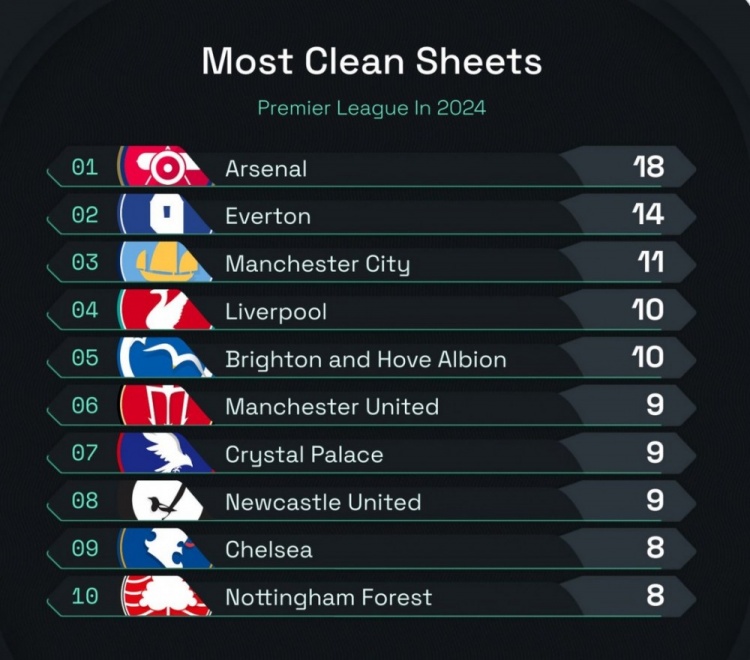 Most Clean Sheets
Premier League In 2024
01 Arsenal 18
02 Everton 14
03 Manchester City 11
04 Liverpool 10
05 Brighton and Hove Albion 10
06 Manchester United 9
07 Crystal Palace 9
08 Newcastle United 9
09 Chelsea 8
10 Nottingham Forest 8